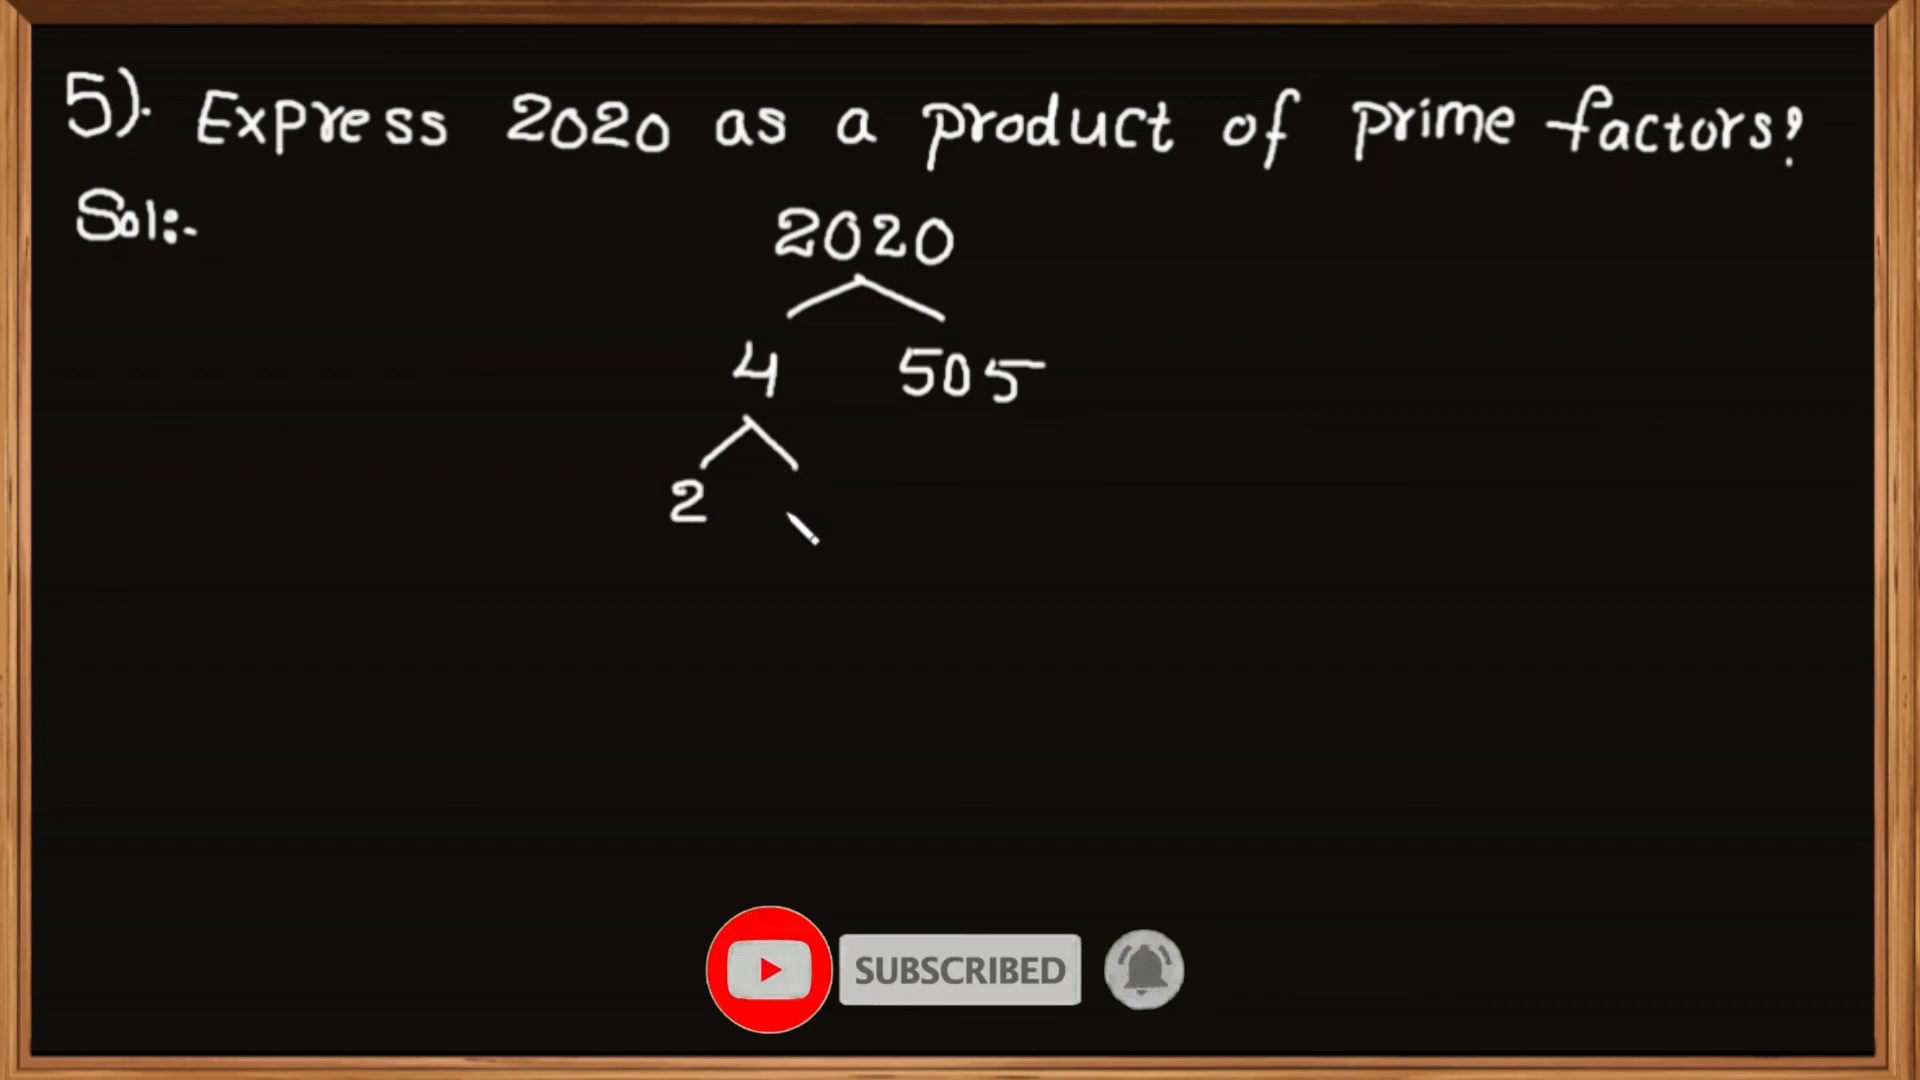 5). Express 2020 as a product of prime factors?
Sol:-
2020
4 505
2
SUBSCRIBED